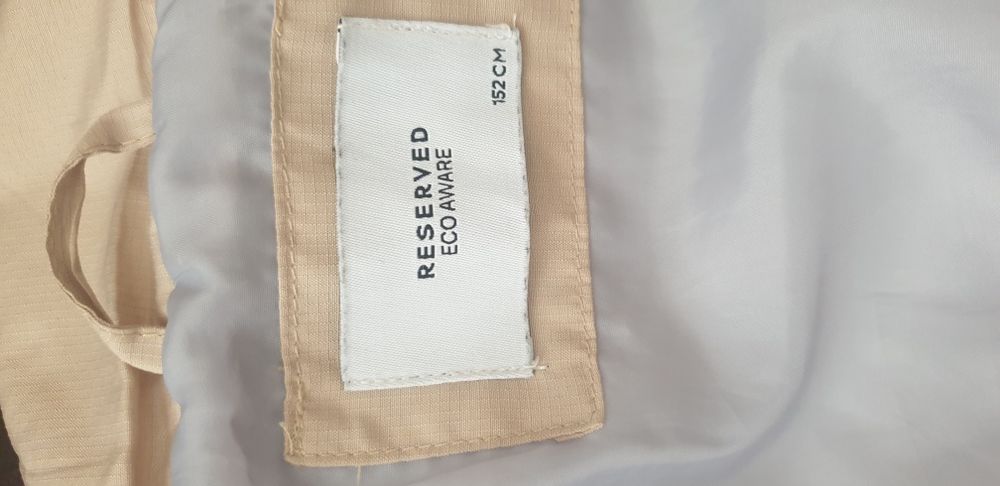 RESERVED
ECO AWARE
152 CM